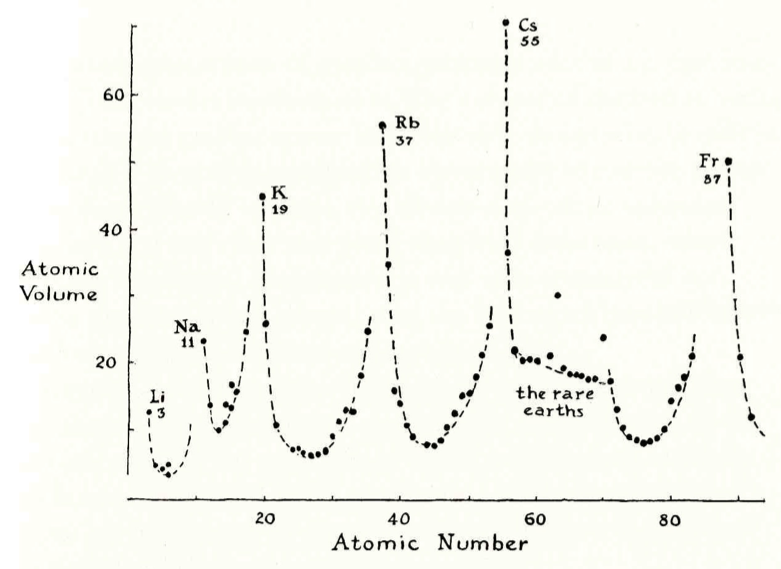 Cs
55
60
Rb
37
Fr
87
K
19
40
Atomic
Volume
Na
11
20
Li
3
the rare
earths
20
40
60
80
Atomic Number